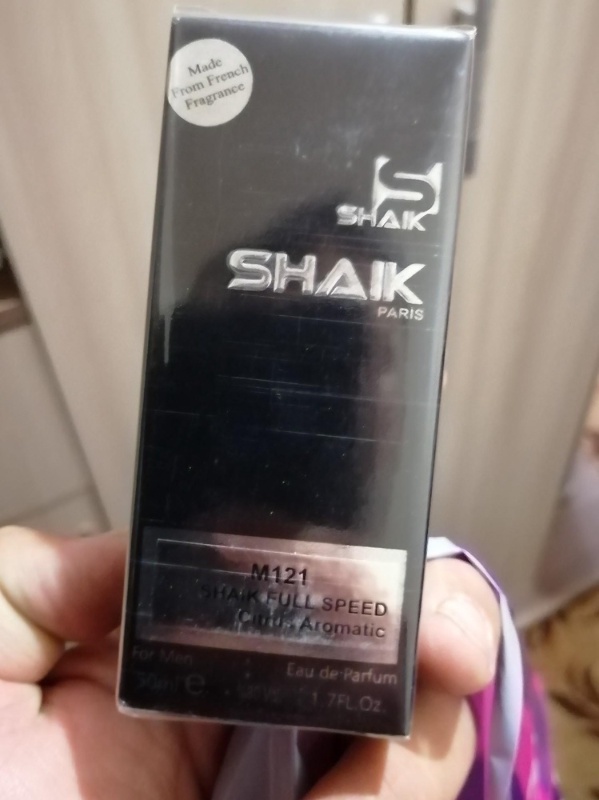 Made
From French
Fragrance
S
SHAIK
SHAIK
PARIS
M121
SHAIK FULL SPEED
Citrus Aromatic
For Men
Eau de Parfum
50ml e
1.7FL.Oz.